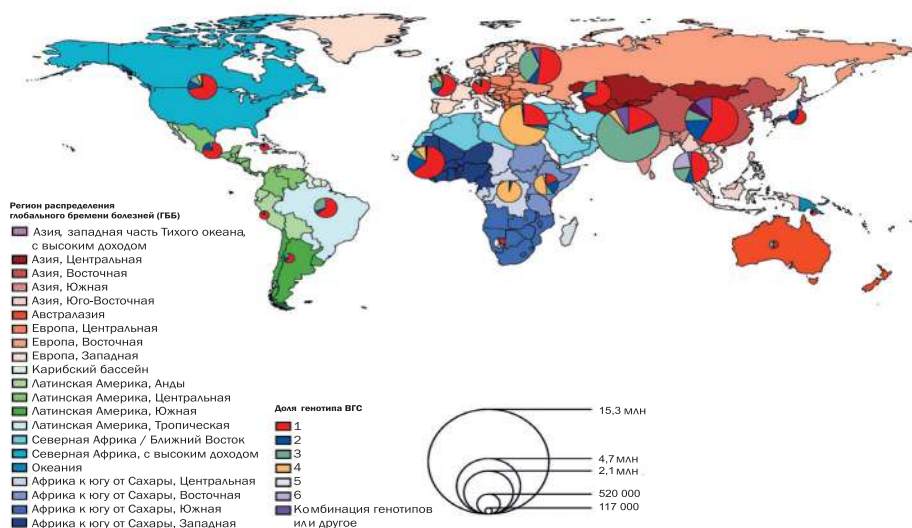 Регион распределения
глобального бремени болезней (ГББ)
Азия, западная часть Тихого океана,
с высоким доходом
Азия, Центральная
Азия, Восточная
Азия, Южная
Азия, Юго-Восточная
Австралазия
Европа, Центральная
Европа, Восточная
Европа, Западная
Карибский бассейн
Латинская Америка, Анды
Латинская Америка, Центральная
Латинская Америка, Южная
Латинская Америка, Тропическая
Северная Африка / Ближний Восток
Северная Африка, с высоким доходом
Океания
Африка к югу от Сахары, Центральная
Африка к югу от Сахары, Восточная
Африка к югу от Сахары, Южная
Африка к югу от Сахары, Западная
Доля генотипа ВГС
1
2
3
4
5
6
Комбинация генотипов
или другое
15,3 млн
4,7 млн
2,1 млн
520 000
117 000